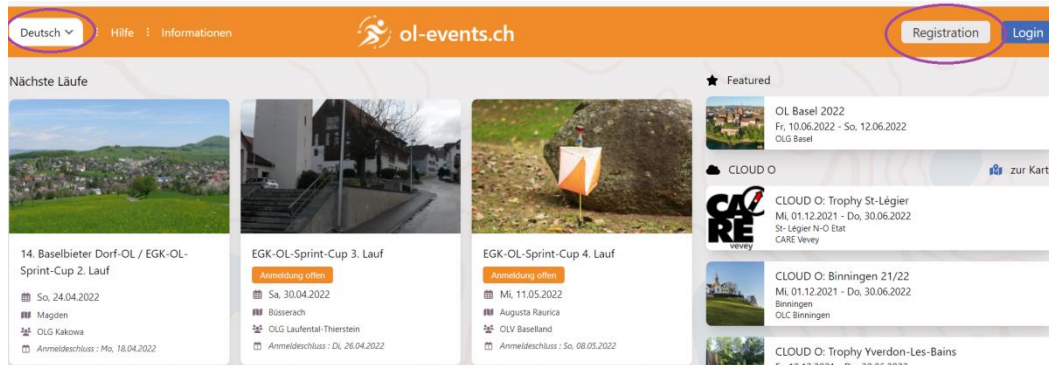 Deutsch
Hilfe
Informationen
ol-events.ch
Registration
Login
Nächste Läufe
14. Baselbieter Dorf-OL / EGK-OL-
Sprint-Cup 2. Lauf
So, 24.04.2022
Magden
OLG Kakowa
Anmeldeschluss : Mo, 18.04.2022
EGK-OL-Sprint-Cup 3. Lauf
Anmeldung offen
Sa, 30.04.2022
Büsserach
OLG Laufental-Thierstein
Anmeldeschluss : Di, 26.04.2022
EGK-OL-Sprint-Cup 4. Lauf
Anmeldung offen
Mi, 11.05.2022
Augusta Raurica
OLV Baselland
Anmeldeschluss : So, 08.05.2022
Featured
OL Basel 2022
Fr, 10.06.2022 - So, 12.06.2022
OLG Basel
CLOUD O
zur Kart
CARE
vevey
CLOUD O: Trophy St-Légier
Mi, 01.12.2021 - Do, 30.06.2022
St- Légier N-O Etat
CARE Vevey
CLOUD O: Binningen 21/22
Mi, 01.12.2021 - Do, 30.06.2022
Binningen
OLC Binningen
CLOUD O: Trophy Yverdon-Les-Bains